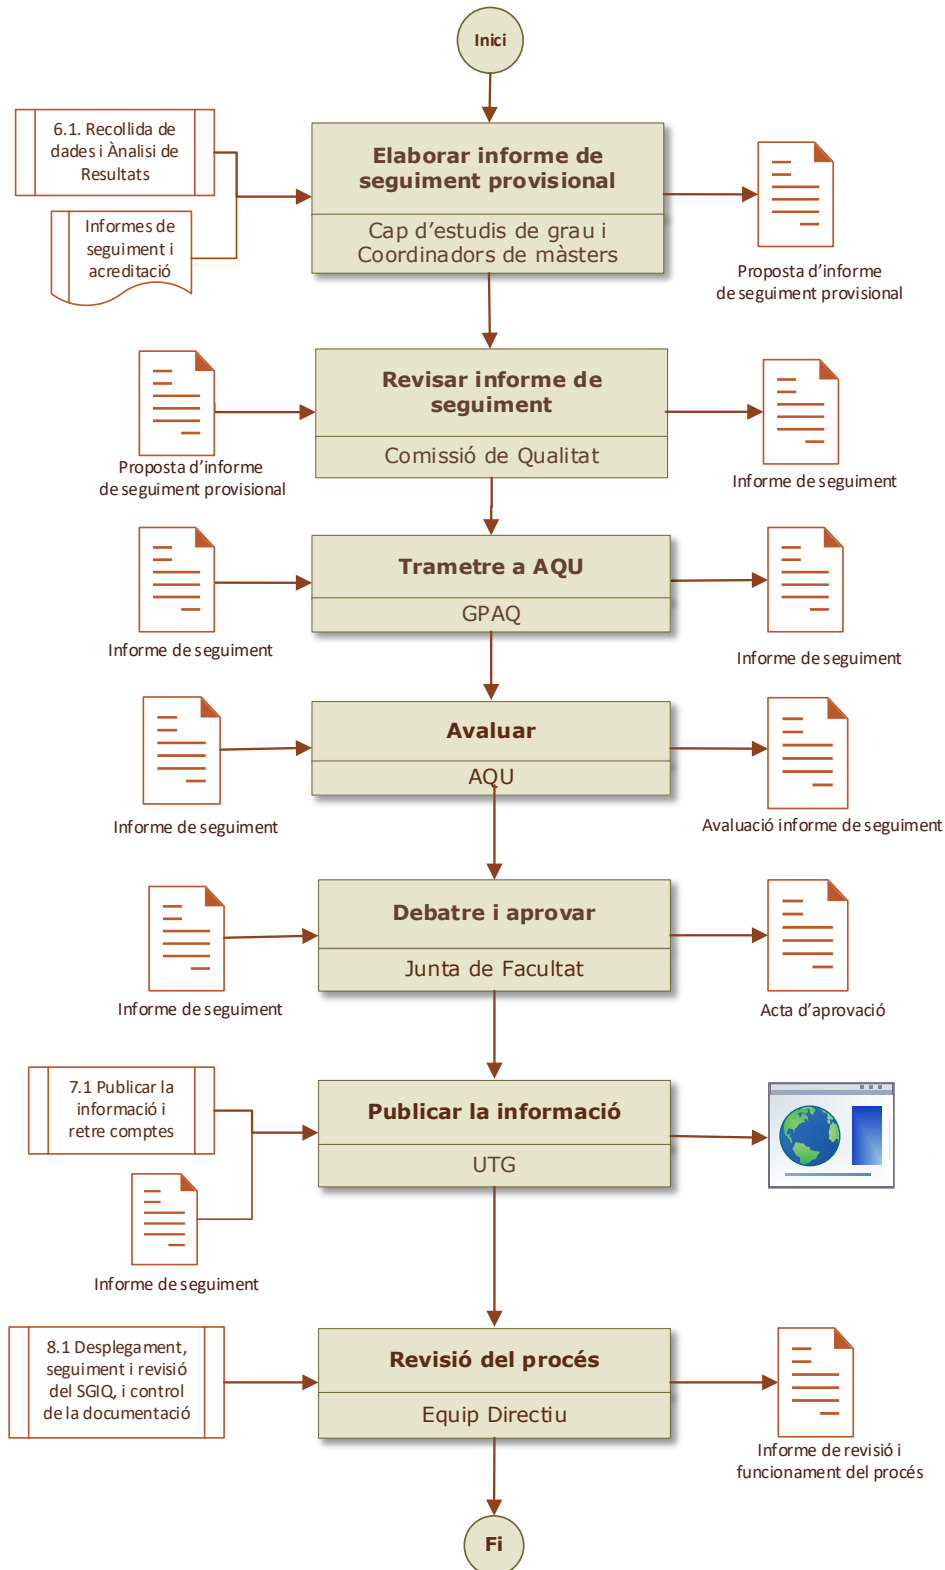 Inici
6.1. Recollida de
dades i Ànalisi de
Resultats
Informes de
seguiment i
acreditació
Elaborar informe de
seguiment provisional
Cap d’estudis de grau i
Coordinadors de màsters
Proposta d’informe
de seguiment provisional
Revisar informe de
seguiment
Comissió de Qualitat
Proposta d’informe
de seguiment provisional
Informe de seguiment
Trametre a AQU
GPAQ
Informe de seguiment
Informe de seguiment
Avaluar
AQU
Informe de seguiment
Avaluació informe de seguiment
Debatre i aprovar
Junta de Facultat
Informe de seguiment
Acta d’aprovació
7.1 Publicar la
informació i
retre comptes
Informe de seguiment
Publicar la informació
UTG
8.1 Desplegament,
seguiment i revisió
del SGIQ, i control
de la documentació
Revisió del procés
Equip Directiu
Informe de revisió i
funcionament del procés
Fi